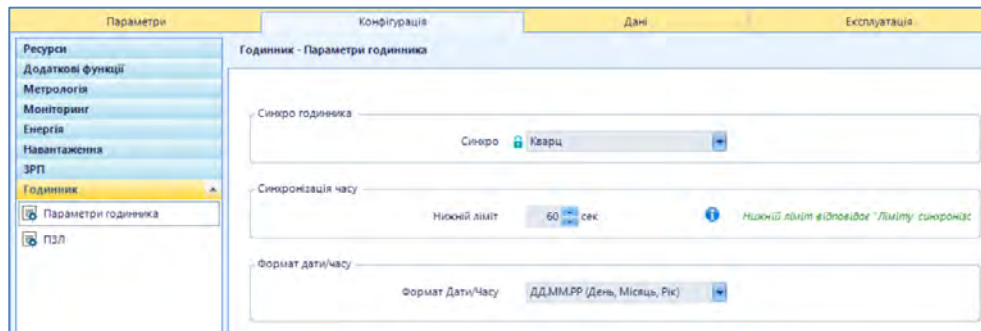 Параметри Конфігурація Дані Експлуатація
Ресурси
Додаткові функції
Метрологія
Моніторинг
Енергія
Навантаження
ЗРП
Годинник
Параметри годинника
ПЗЛ
Годинник - Параметри годинника
Синхро годинника
Синхро Кварц
Синхронізація часу
Нижній ліміт 60 сек Нижній ліміт відповідає "Ліміту синхроніс
Формат дати/часу
Формат Дати/Часу ДД.ММ.РР (День, Місяць, Рік)